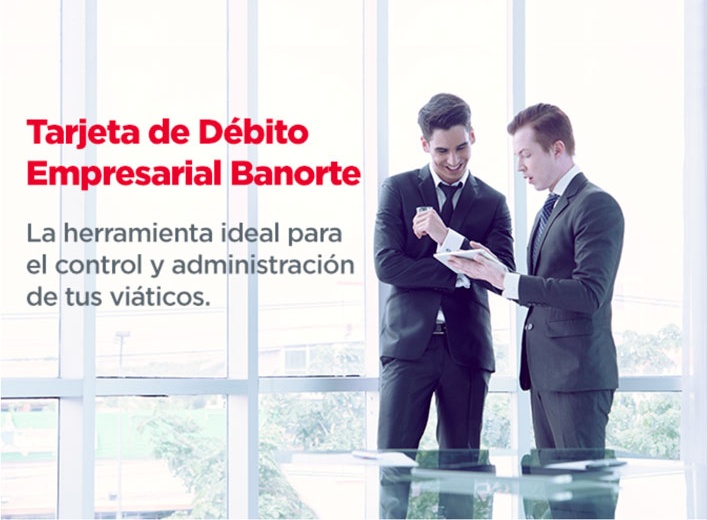 Tarjeta de Débito
Empresarial Banorte
La herramienta ideal para
el control y administración
de tus viáticos.